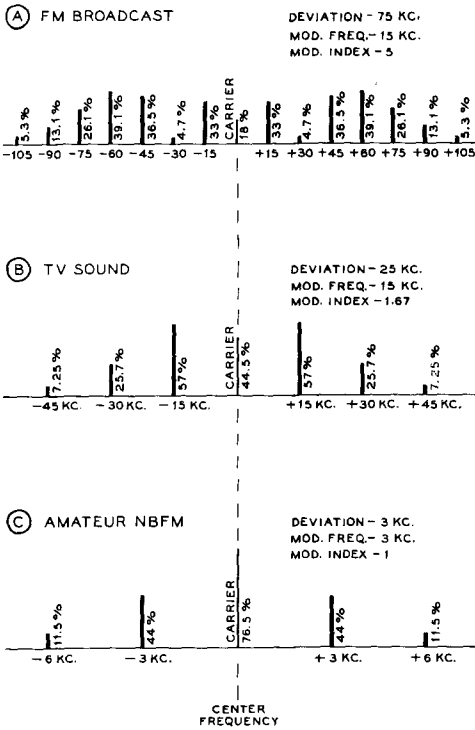 A FM BROADCAST
DEVIATION - 75 KC.
MOD. FREQ.- 15 KC.
MOD. INDEX - 5
5.3 % 13.1 % 26.1 % 39.1 % 36.5 % 4.7 % 33 % CARRIER 18 % 33 % 4.7 % 36.5 % 39.1 % 26.1 % 13.1 % 5.3 %
-105 -90 -75 -60 -45 -30 -15 +15 +30 +45 +60 +75 +90 +105
B TV SOUND
DEVIATION - 25 KC.
MOD. FREQ.- 15 KC.
MOD. INDEX - 1.67
7.25 % 25.7 % 57 % CARRIER 44.5 % 57 % 25.7 % 7.25 %
-45 KC. -30 KC. -15 KC. +15 KC. +30 KC. +45 KC.
C AMATEUR NBFM
DEVIATION - 3 KC.
MOD. FREQ.- 3 KC.
MOD. INDEX - 1
11.5 % 44 % CARRIER 76.5 % 44 % 11.5 %
-6 KC. -3 KC. +3 KC. +6 KC.
CENTER
FREQUENCY